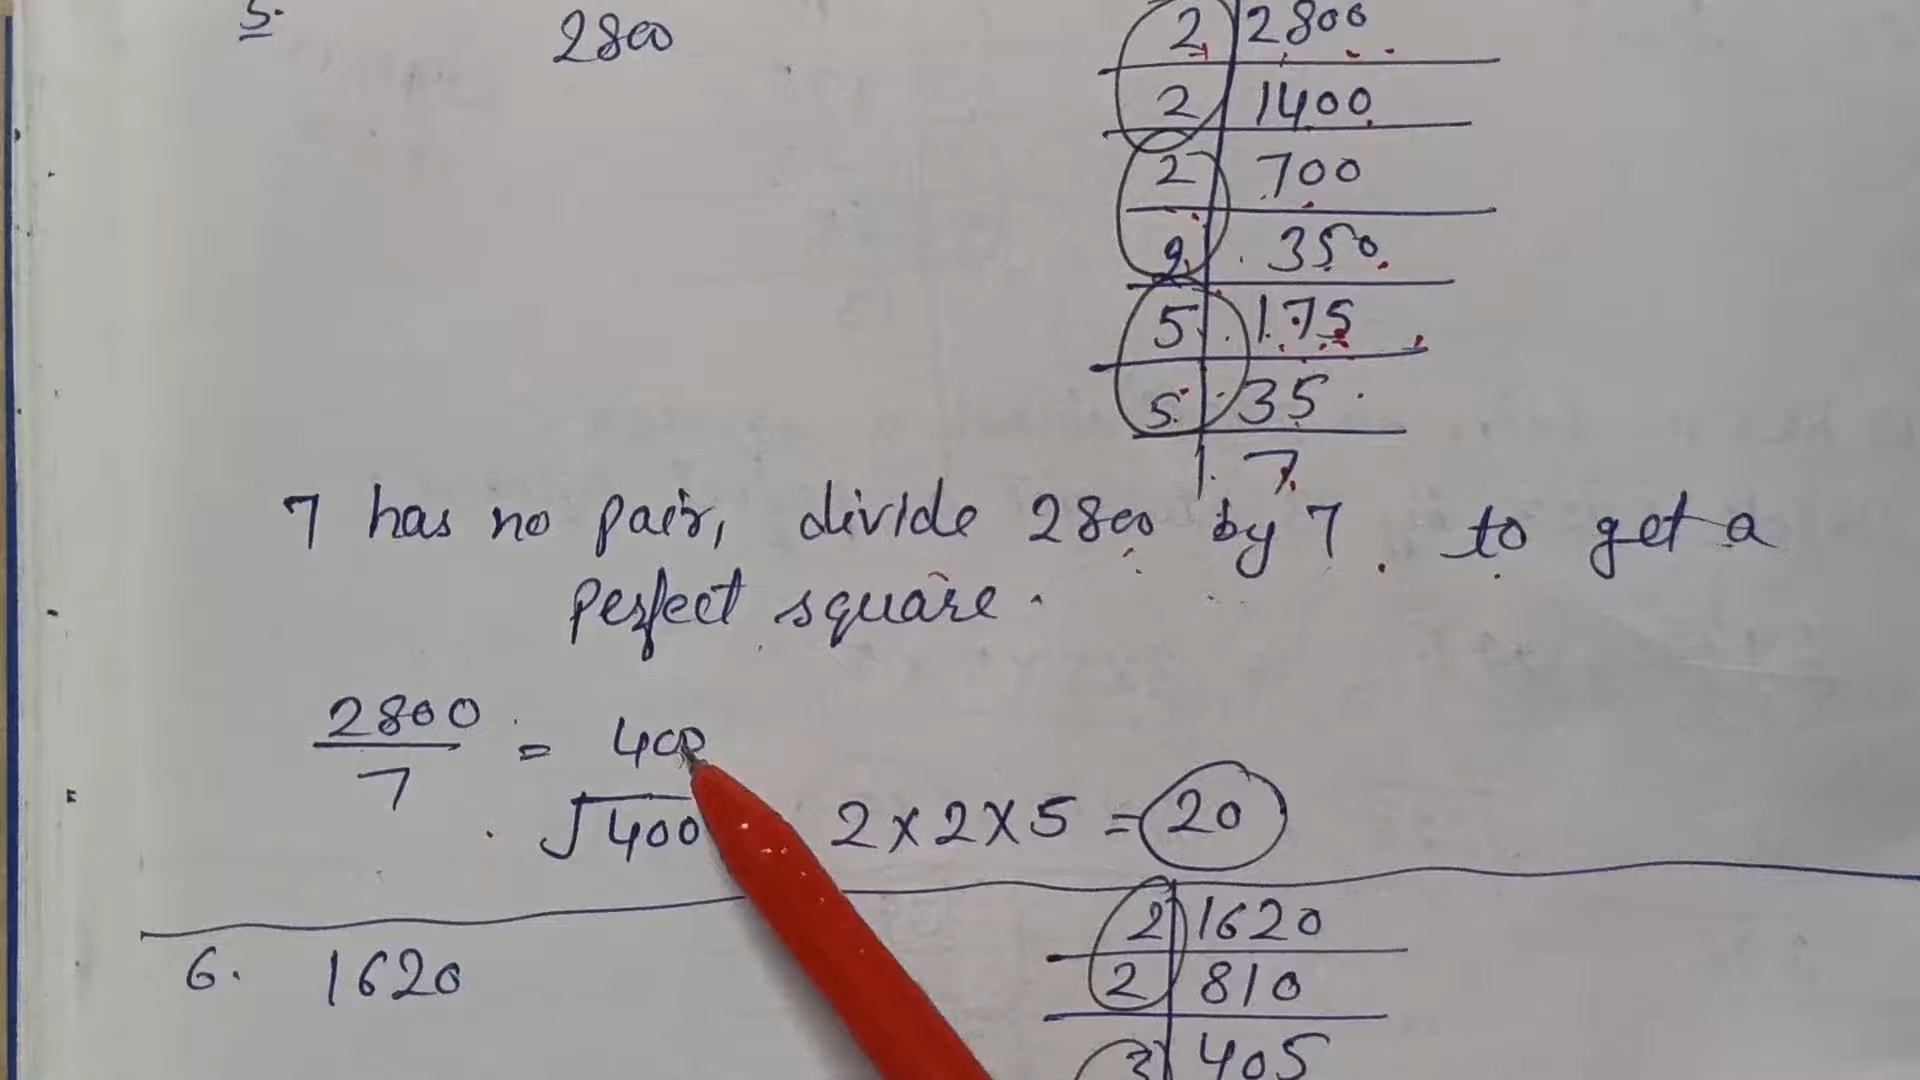 5.
2800
2 | 2800
2 | 1400
2 | 700
2 | 350
5 | 175
5 | 35
7
7 has no pair, divide 2800 by 7 to get a
perfect square.
2800/7 = 400
√400 2×2×5 = 20
6. 1620
2 | 1620
2 | 810
3 | 405